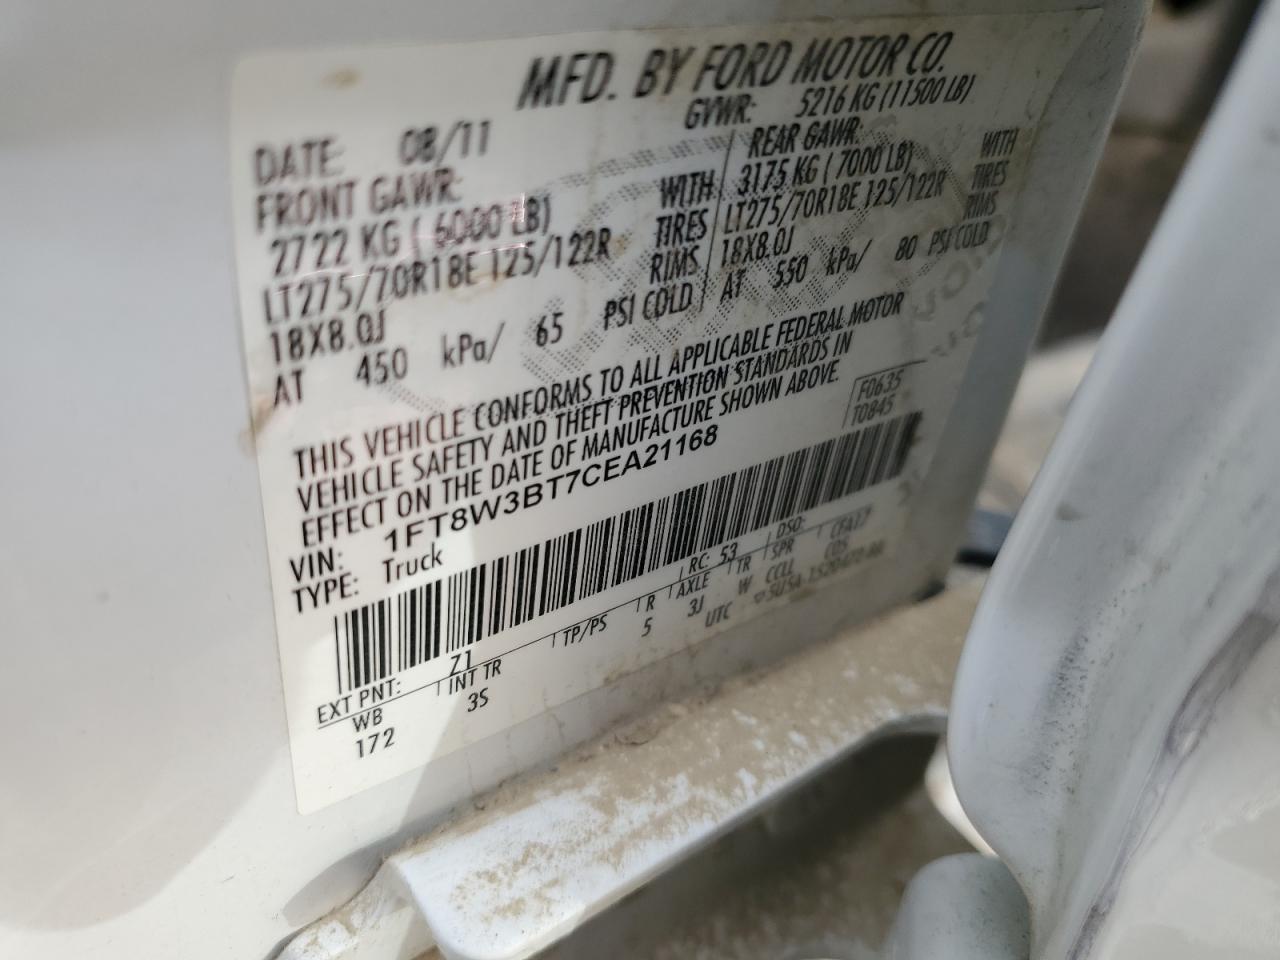 MFD. BY FORD MOTOR CO.
DATE: 08/11 GVWR: 5216 KG (11500 LB)
FRONT GAWR: REAR GAWR:
2722 KG ( 6000 LB) WITH 3175 KG ( 7000 LB) WITH
LT275/70R18E 125/122R TIRES LT275/70R18E 125/122R TIRES
18X8.0J RIMS 18X8.0J RIMS
AT 450 kPa/ 65 PSI COLD AT 550 kPa/ 80 PSI COLD
THIS VEHICLE CONFORMS TO ALL APPLICABLE FEDERAL MOTOR
VEHICLE SAFETY AND THEFT PREVENTION STANDARDS IN
EFFECT ON THE DATE OF MANUFACTURE SHOWN ABOVE.
F0635
T0845
VIN: 1FT8W3BT7CEA21168
TYPE: Truck
EXT PNT: Z1 RC: 53 DSO:
WB INT TR TP/PS R AXLE TR SPR
172 3S 5 3J W CCLL
UTC